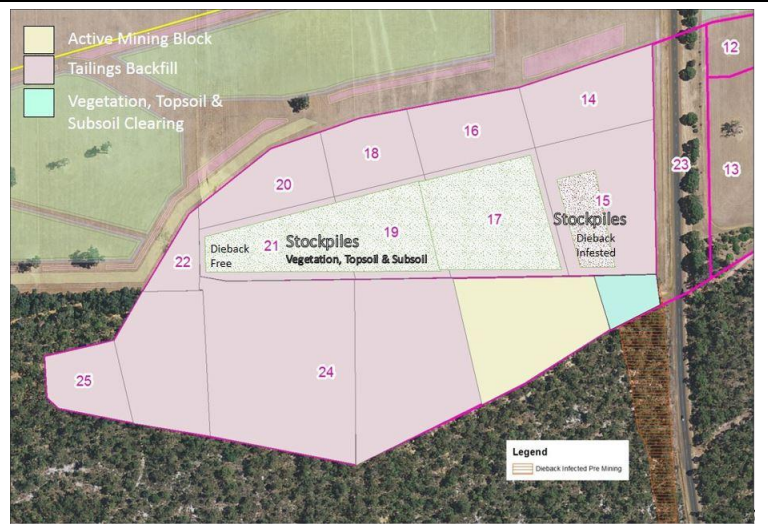 Active Mining Block
Tailings Backfill
Vegetation, Topsoil &
Subsoil Clearing
12
14
16
13
18
23
20
15
17
Stockpiles
19
21
Stockpiles
Dieback
Free
Dieback
Infested
Vegetation, Topsoil & Subsoil
22
24
25
Legend
Dieback Infected Pre Mining